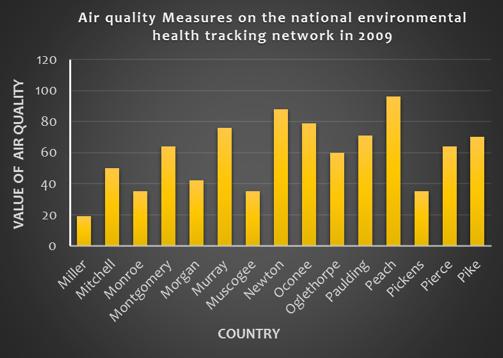 Air quality Measures on the national environmental
health tracking network in 2009
VALUE OF AIR QUALITY
120
100
80
60
40
20
0
Miller
Mitchell
Monroe
Montgomery
Morgan
Murray
Muscogee
Newton
Oconee
Oglethorpe
Paulding
Peach
Pickens
Pierce
Pike
COUNTRY